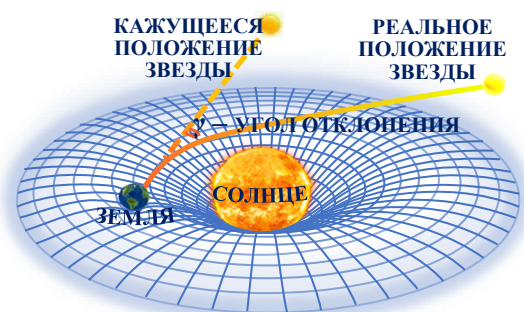 КАЖУЩЕЕСЯ
ПОЛОЖЕНИЕ
ЗВЕЗДЫ
РЕАЛЬНОЕ
ПОЛОЖЕНИЕ
ЗВЕЗДЫ
γ – УГОЛ ОТКЛОНЕНИЯ
СОЛНЦЕ
ЗЕМЛЯ